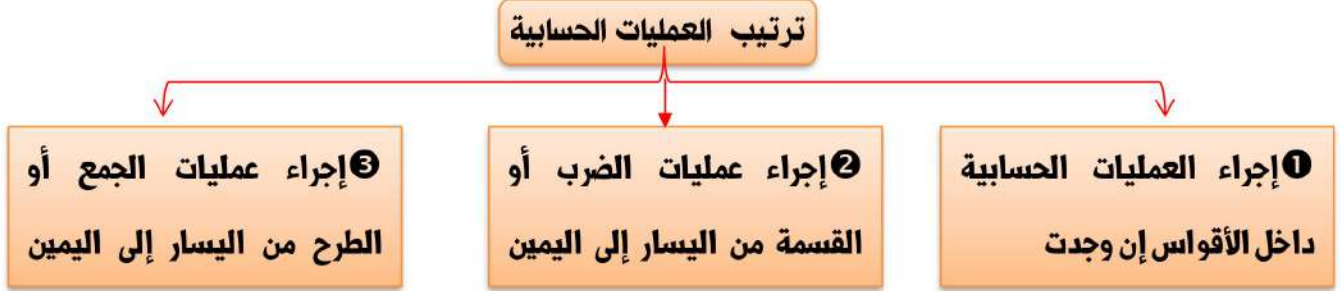 ترتيب العمليات الحسابية
❶إجراء العمليات الحسابية
داخل الأقواس إن وجدت
❷إجراء عمليات الضرب أو
القسمة من اليسار إلى اليمين
❸إجراء عمليات الجمع أو
الطرح من اليسار إلى اليمين